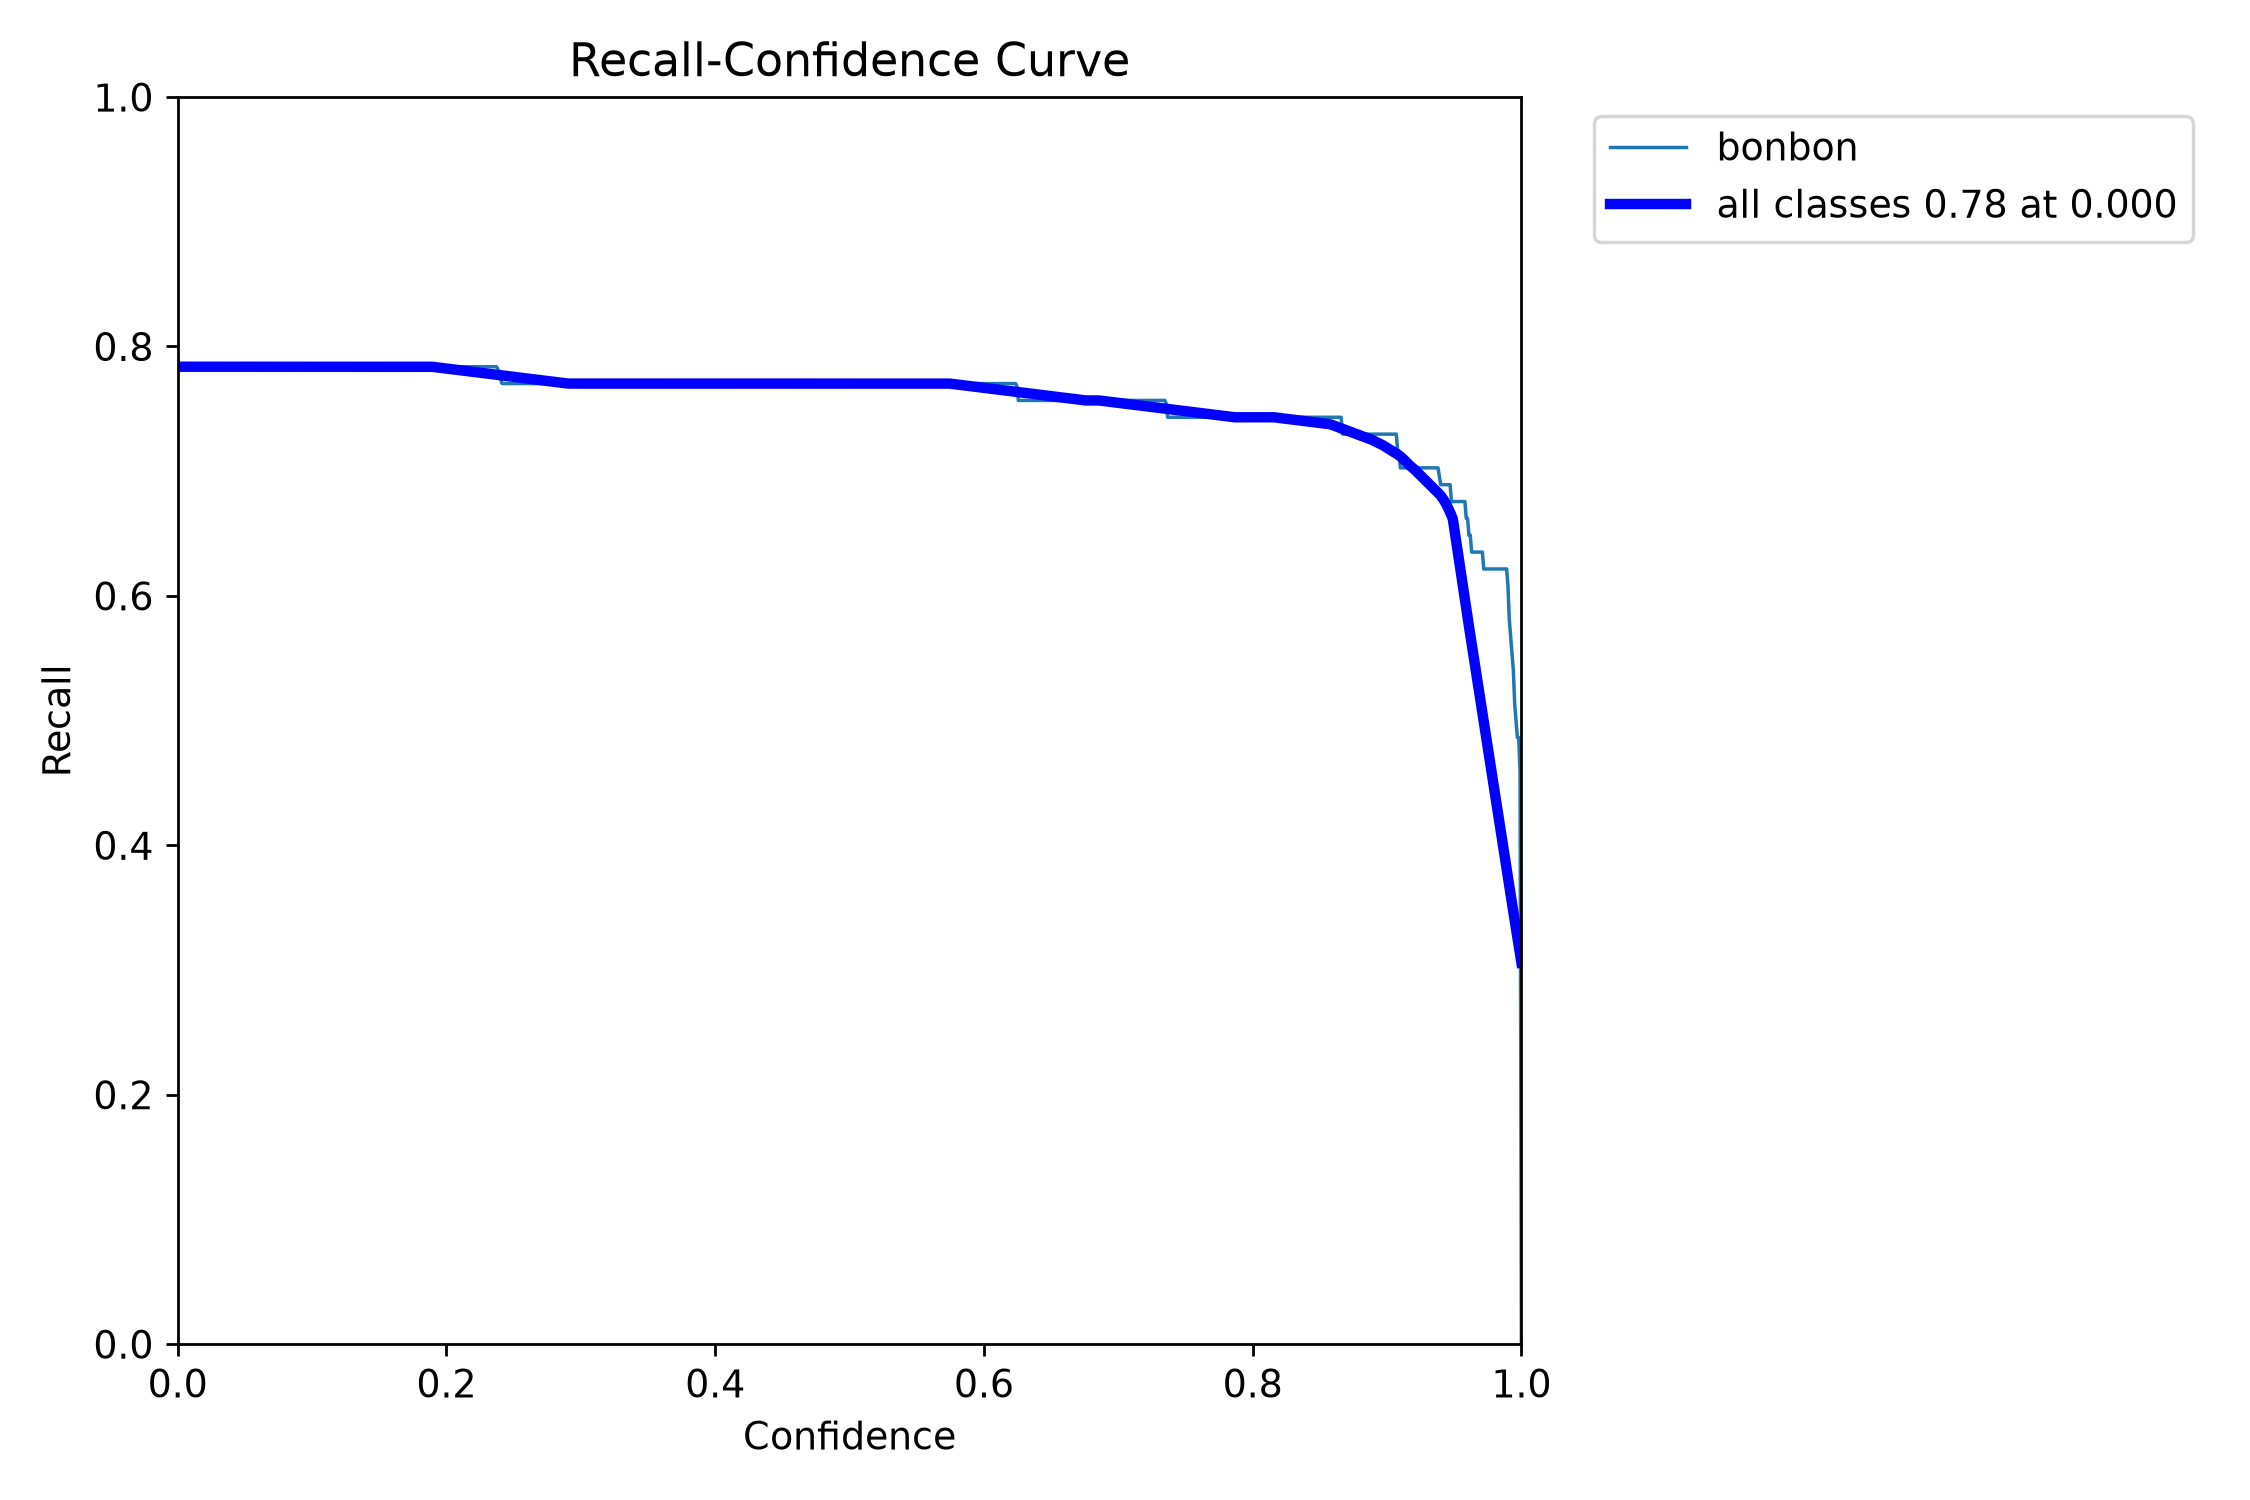 Recall-Confidence Curve
1.0
0.8
0.6
0.4
0.2
0.0
Recall
0.0 0.2 0.4 0.6 0.8 1.0
Confidence
bonbon
all classes 0.78 at 0.000